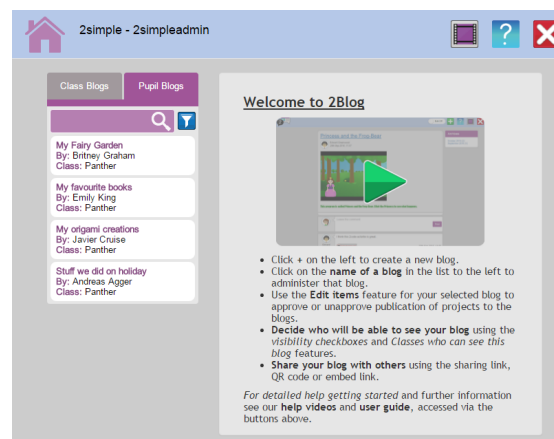 2simple - 2simpleadmin
?
Class Blogs
Pupil Blogs
My Fairy Garden
By: Britney Graham
Class: Panther
My favourite books
By: Emily King
Class: Panther
My origami creations
By: Javier Cruise
Class: Panther
Stuff we did on holiday
By: Andreas Agger
Class: Panther
Welcome to 2Blog
Princess and the Frog Blog
• Click + on the left to create a new blog.
• Click on the name of a blog in the list to the left to
administer that blog.
• Use the Edit items feature for your selected blog to
approve or unapprove publication of projects to the
blogs.
• Decide who will be able to see your blog using the
visibility checkboxes and Classes who can see this
blog features.
• Share your blog with others using the sharing link,
QR code or embed link.
For detailed help getting started and further information
see our help videos and user guide, accessed via the
buttons above.